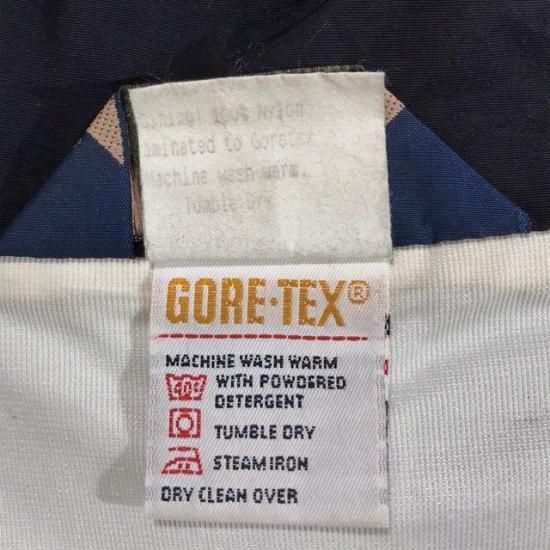 Lining: 100% Nylon
Laminated to Goretex
Machine wash warm.
Tumble Dry
GORE-TEX®
MACHINE WASH WARM
WITH POWDERED
DETERGENT
TUMBLE DRY
STEAM IRON
DRY CLEAN OVER